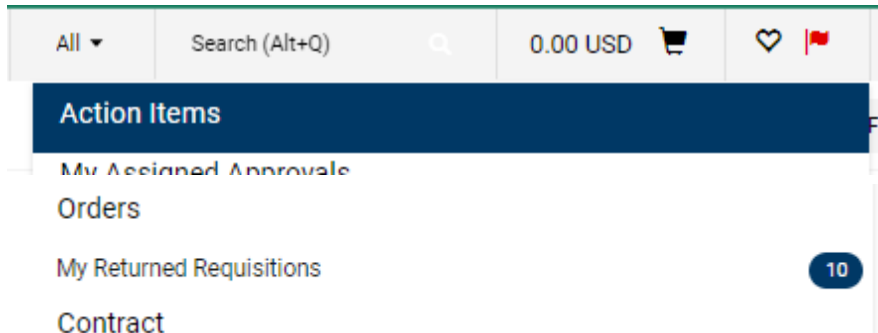 All Search (Alt+Q) 0.00 USD
Action Items
F
My Assigned Approvals
Orders
My Returned Requisitions 10
Contract